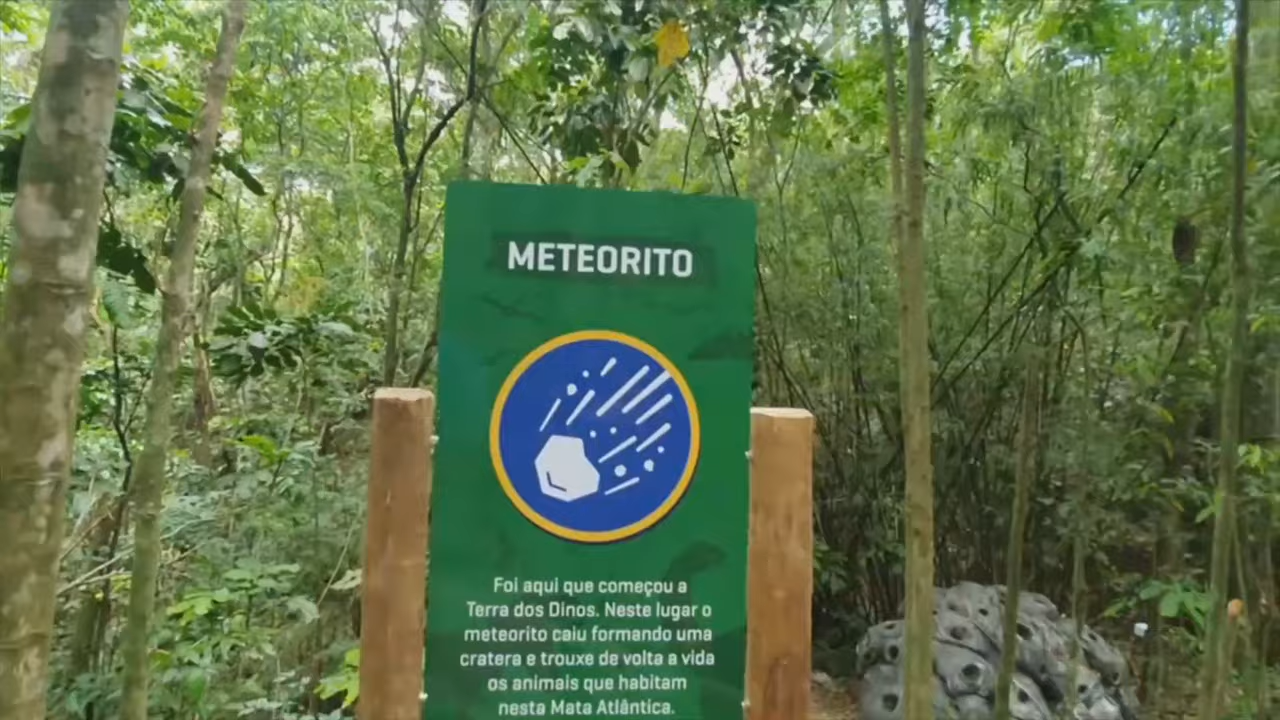 METEORITO
Foi aqui que começou a
Terra dos Dinos. Neste lugar o
meteorito caiu formando uma
cratera e trouxe de volta a vida
os animais que habitam
nesta Mata Atlântica.